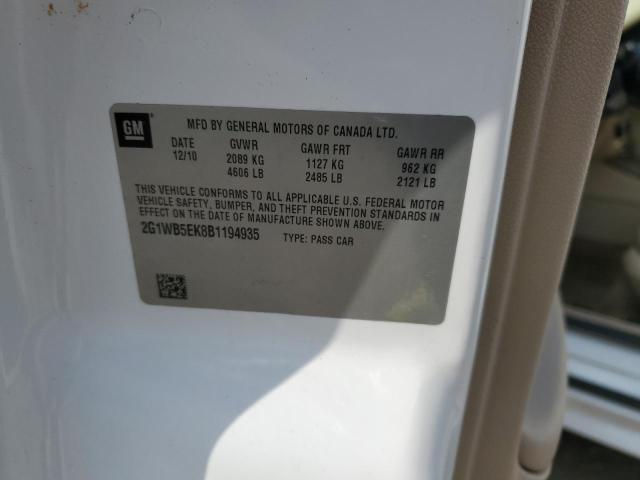 GM
MFD BY GENERAL MOTORS OF CANADA LTD.
DATE GVWR GAWR FRT GAWR RR
12/10 2089 KG 1127 KG 962 KG
4606 LB 2485 LB 2121 LB
THIS VEHICLE CONFORMS TO ALL APPLICABLE U.S. FEDERAL MOTOR
VEHICLE SAFETY, BUMPER, AND THEFT PREVENTION STANDARDS IN
EFFECT ON THE DATE OF MANUFACTURE SHOWN ABOVE.
2G1WB5EK8B1194935 TYPE: PASS CAR